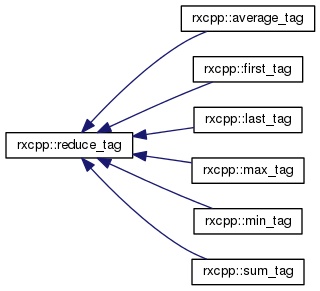 rxcpp::average_tag
rxcpp::first_tag
rxcpp::last_tag
rxcpp::reduce_tag
rxcpp::max_tag
rxcpp::min_tag
rxcpp::sum_tag